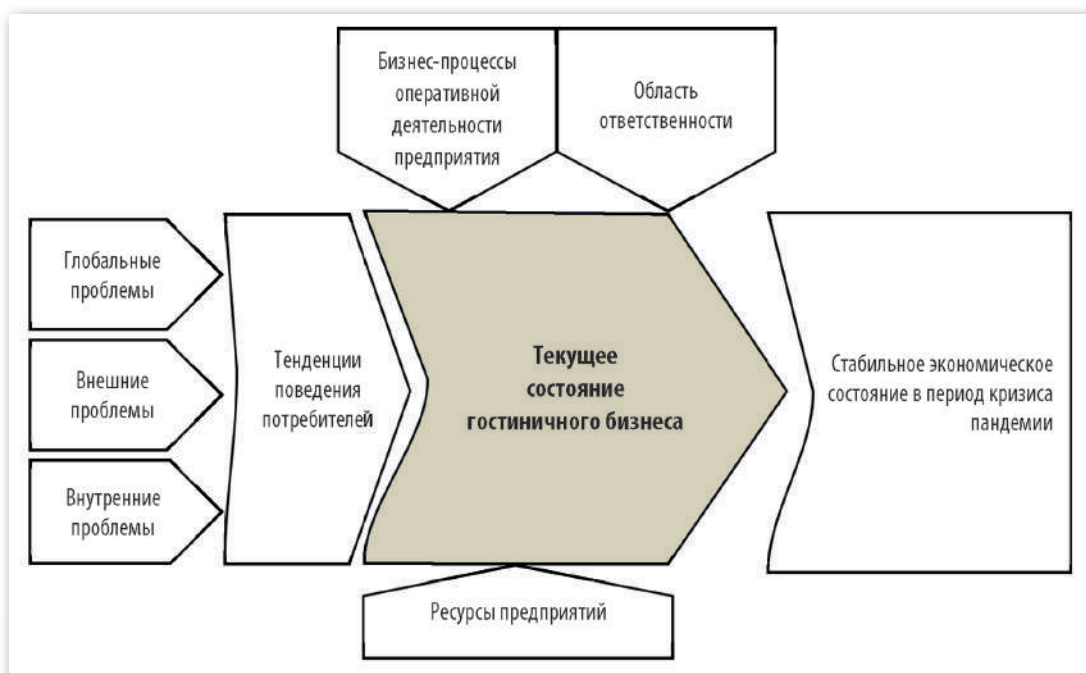 Бизнес-процессы
оперативной
деятельности
предприятия
Область
ответственности
Глобальные
проблемы
Внешние
проблемы
Внутренние
проблемы
Тенденции
поведения
потребителей
Текущее
состояние
гостиничного бизнеса
Стабильное экономическое
состояние в период кризиса
пандемии
Ресурсы предприятий